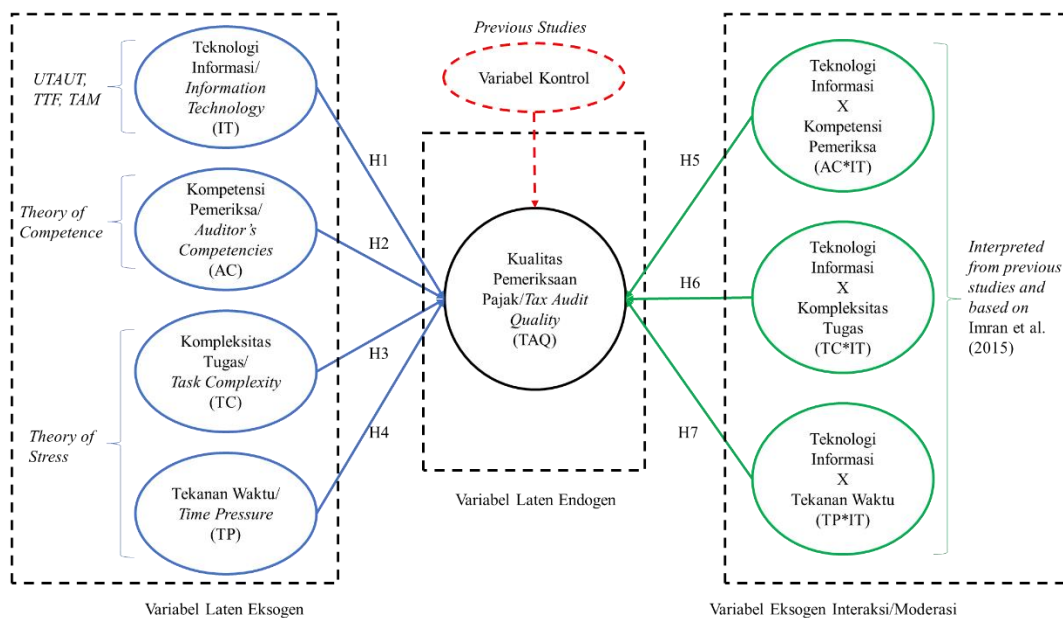 UTAUT,
TTF, TAM
Teknologi
Informasi/
Information
Technology
(IT)
Theory of
Competence
Kompetensi
Pemeriksa/
Auditor's
Competencies
(AC)
Theory of
Stress
Kompleksitas
Tugas/
Task Complexity
(TC)
Tekanan Waktu/
Time Pressure
(TP)
Variabel Laten Eksogen
H1
H2
H3
H4
Previous Studies
Variabel Kontrol
Kualitas
Pemeriksaan
Pajak/Tax Audit
Quality
(TAQ)
Variabel Laten Endogen
H5
H6
H7
Teknologi
Informasi
X
Kompetensi
Pemeriksa
(AC*IT)
Teknologi
Informasi
X
Kompleksitas
Tugas
(TC*IT)
Teknologi
Informasi
X
Tekanan Waktu
(TP*IT)
Interpreted
from previous
studies and
based on
Imran et al.
(2015)
Variabel Eksogen Interaksi/Moderasi